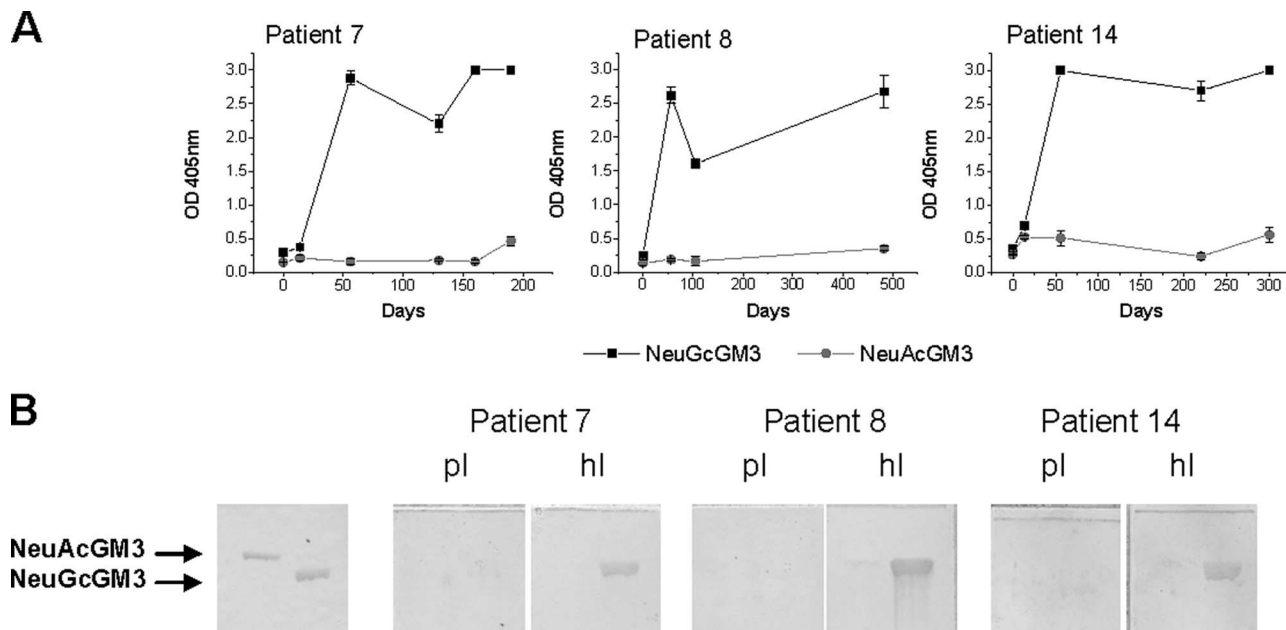 A
Patient 7
Patient 8
Patient 14
OD 405nm
3.0
2.5
2.0
1.5
1.0
0.5
0.0
0 50 100 150 200
Days
OD 405nm
3.0
2.5
2.0
1.5
1.0
0.5
0.0
0 100 200 300 400 500
Days
OD 405nm
3.0
2.5
2.0
1.5
1.0
0.5
0.0
0 50 100 150 200 250 300
Days
NeuGcGM3 NeuAcGM3
B
Patient 7 Patient 8 Patient 14
pI hI pI hI pI hI
NeuAcGM3
NeuGcGM3